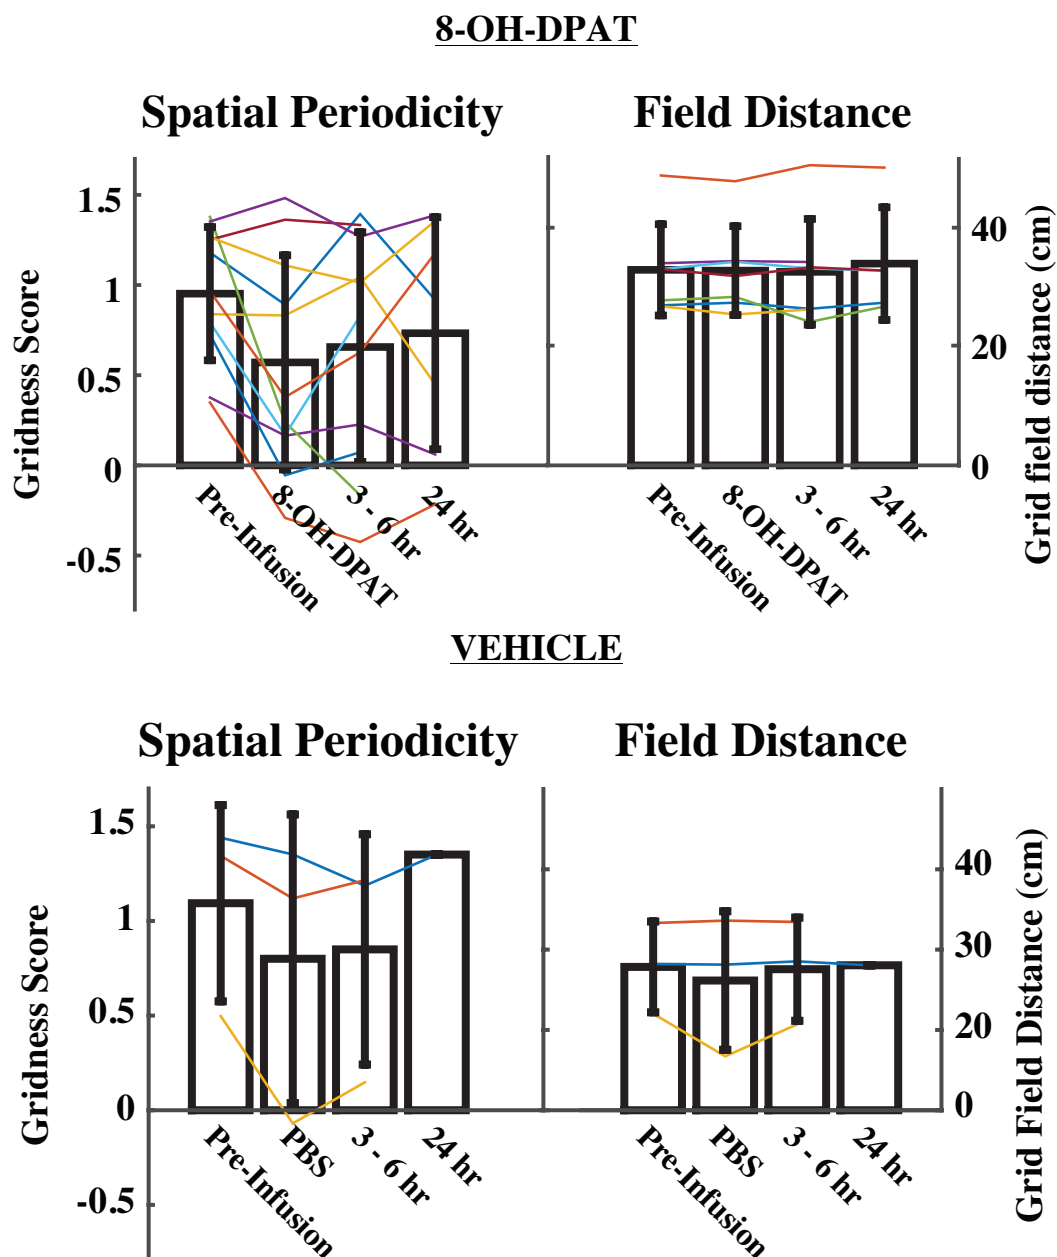 8-OH-DPAT
Spatial Periodicity
Field Distance
Gridness Score
1.5
1
0.5
0
-0.5
Pre-Infusion
8-OH-DPAT
3 - 6 hr
24 hr
40
20
0
Grid field distance (cm)
Pre-Infusion
8-OH-DPAT
3 - 6 hr
24 hr
VEHICLE
Spatial Periodicity
Field Distance
Gridness Score
1.5
1
0.5
0
-0.5
Pre-Infusion
PBS
3 - 6 hr
24 hr
40
30
20
0
Grid Field Distance (cm)
Pre-Infusion
PBS
3 - 6 hr
24 hr